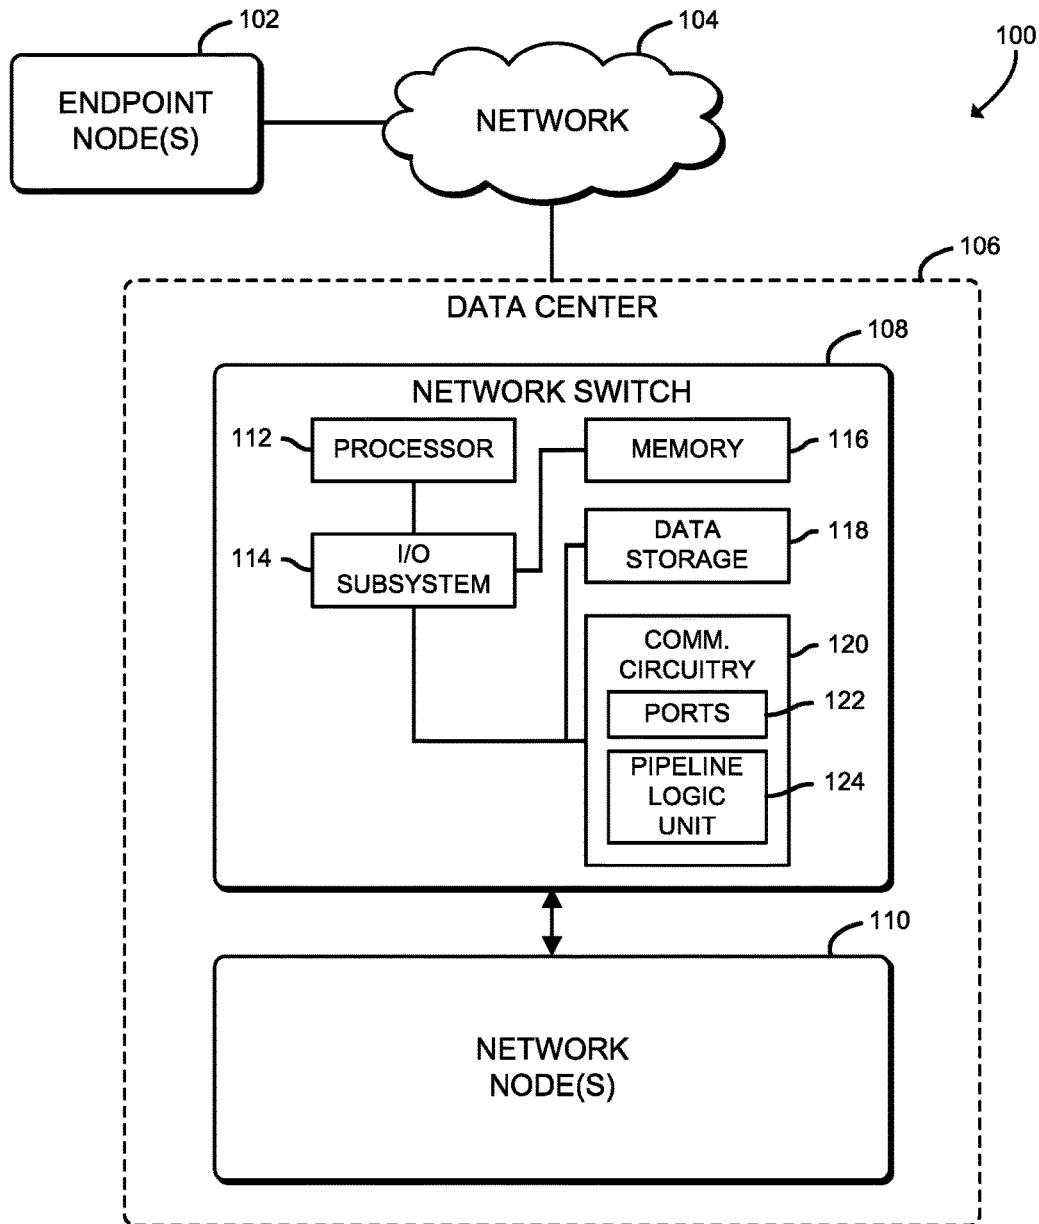 102
104
100
ENDPOINT
NODE(S)
NETWORK
106
DATA CENTER
108
NETWORK SWITCH
112
PROCESSOR
MEMORY
116
114
I/O
SUBSYSTEM
DATA
STORAGE
118
COMM.
CIRCUITRY
120
PORTS
122
PIPELINE
LOGIC
UNIT
124
110
NETWORK
NODE(S)